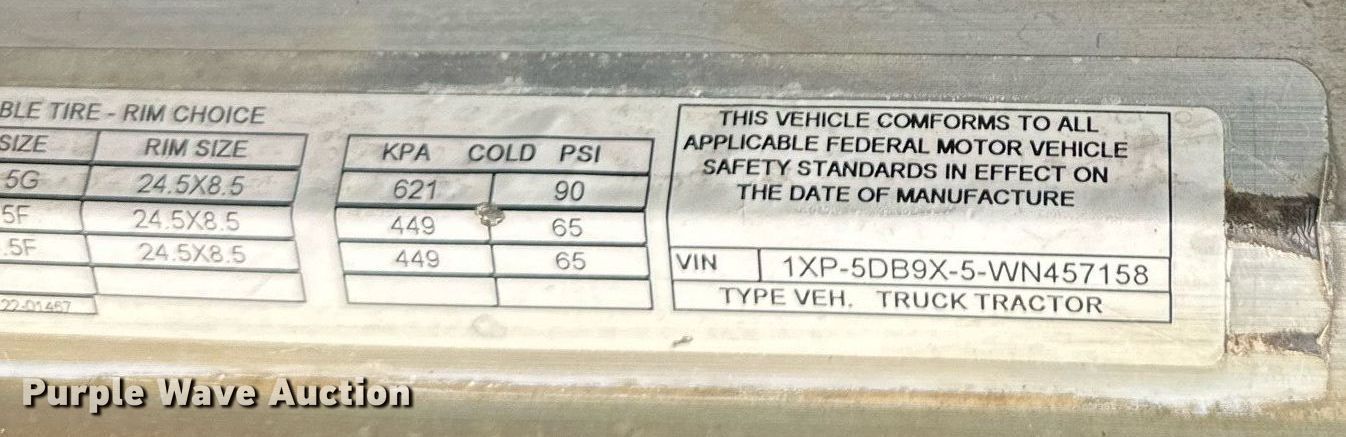 BLE TIRE - RIM CHOICE
SIZE RIM SIZE
5G 24.5X8.5
5F 24.5X8.5
.5F 24.5X8.5
22-01457
KPA COLD PSI
621 90
449 65
449 65
THIS VEHICLE COMFORMS TO ALL
APPLICABLE FEDERAL MOTOR VEHICLE
SAFETY STANDARDS IN EFFECT ON
THE DATE OF MANUFACTURE
VIN 1XP-5DB9X-5-WN457158
TYPE VEH. TRUCK TRACTOR
Purple Wave Auction